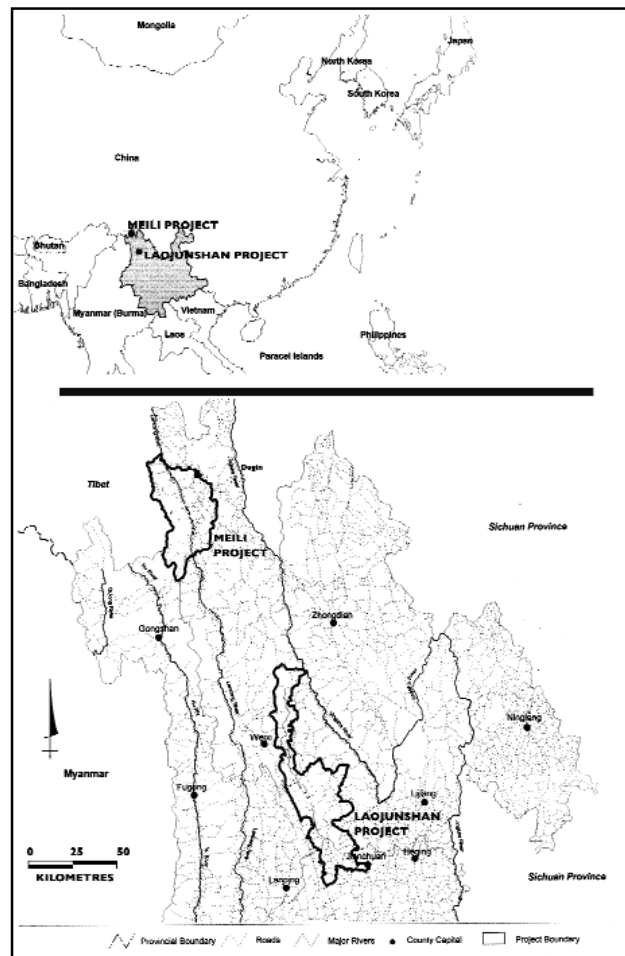 Mongolia
Japan
North Korea
South Korea
China
MEILI PROJECT
LAOJUNSHAN PROJECT
Bhutan
Bangladesh
Myanmar (Burma)
Vietnam
Laos
Paracel Islands
Philippines
Tibet
Deqin
Sichuan Province
MEILI
PROJECT
Zhongdian
Gongshan
Ninglang
Weixi
Myanmar
Fugong
Lijiang
LAOJUNSHAN
PROJECT
0 25 50
KILOMETRES
Jianchuan
Heqing
Lanping
Sichuan Province
Provincial Boundary
Roads
Major Rivers
County Capital
Project Boundary